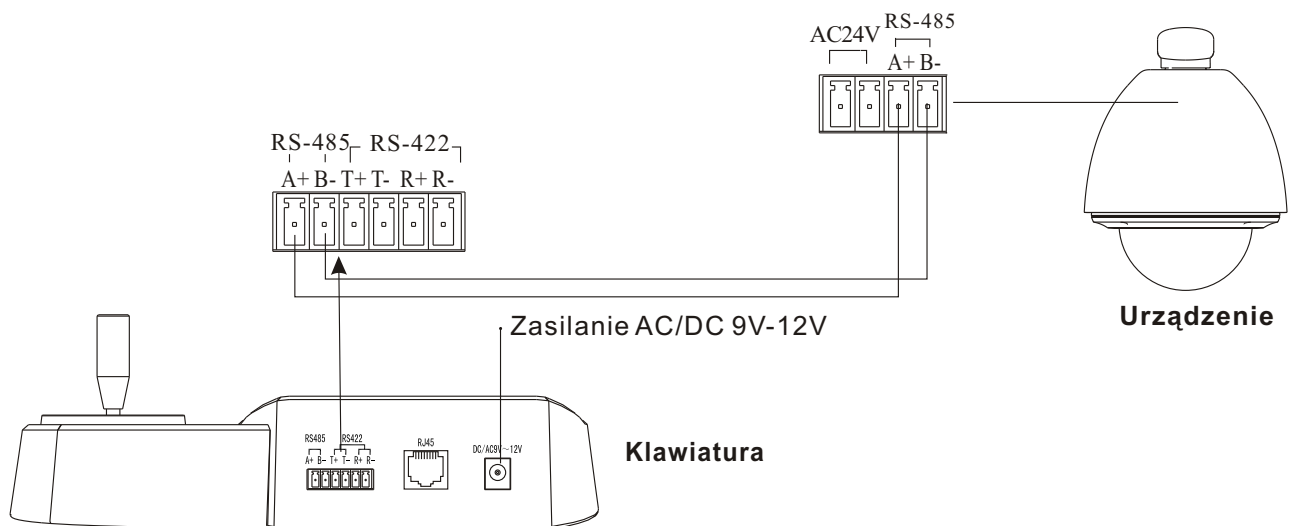 AC24V RS-485
A+ B-
RS-485 RS-422
A+ B- T+ T- R+ R-
Urządzenie
Zasilanie AC/DC 9V-12V
RS485 RS422 RJ45 DC/AC9V~12V
A+ B- T+ T- R+ R-
Klawiatura